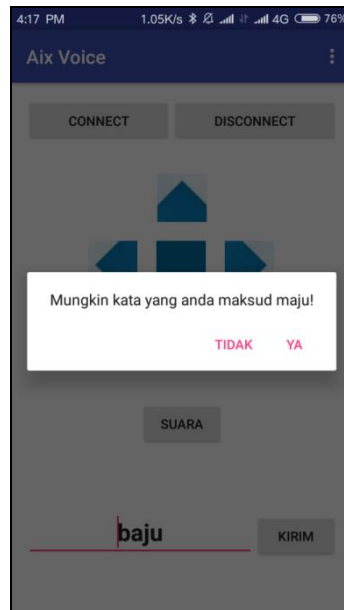 4:17 PM 1.05K/s 4G 76%
Aix Voice
CONNECT DISCONNECT
Mungkin kata yang anda maksud maju!
TIDAK YA
SUARA
baju KIRIM